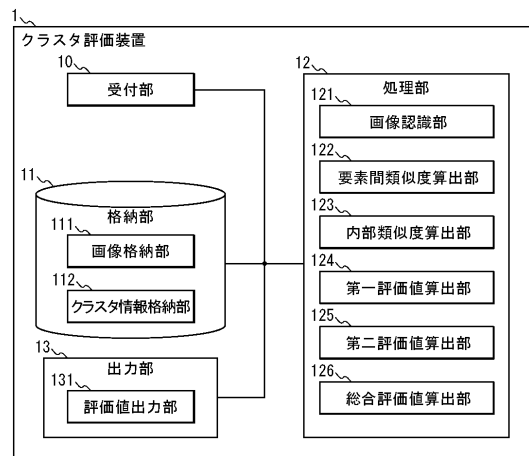 1
クラスタ評価装置
10
受付部
11
格納部
111
画像格納部
112
クラスタ情報格納部
13
出力部
131
評価値出力部
12
処理部
121
画像認識部
122
要素間類似度算出部
123
内部類似度算出部
124
第一評価値算出部
125
第二評価値算出部
126
総合評価値算出部